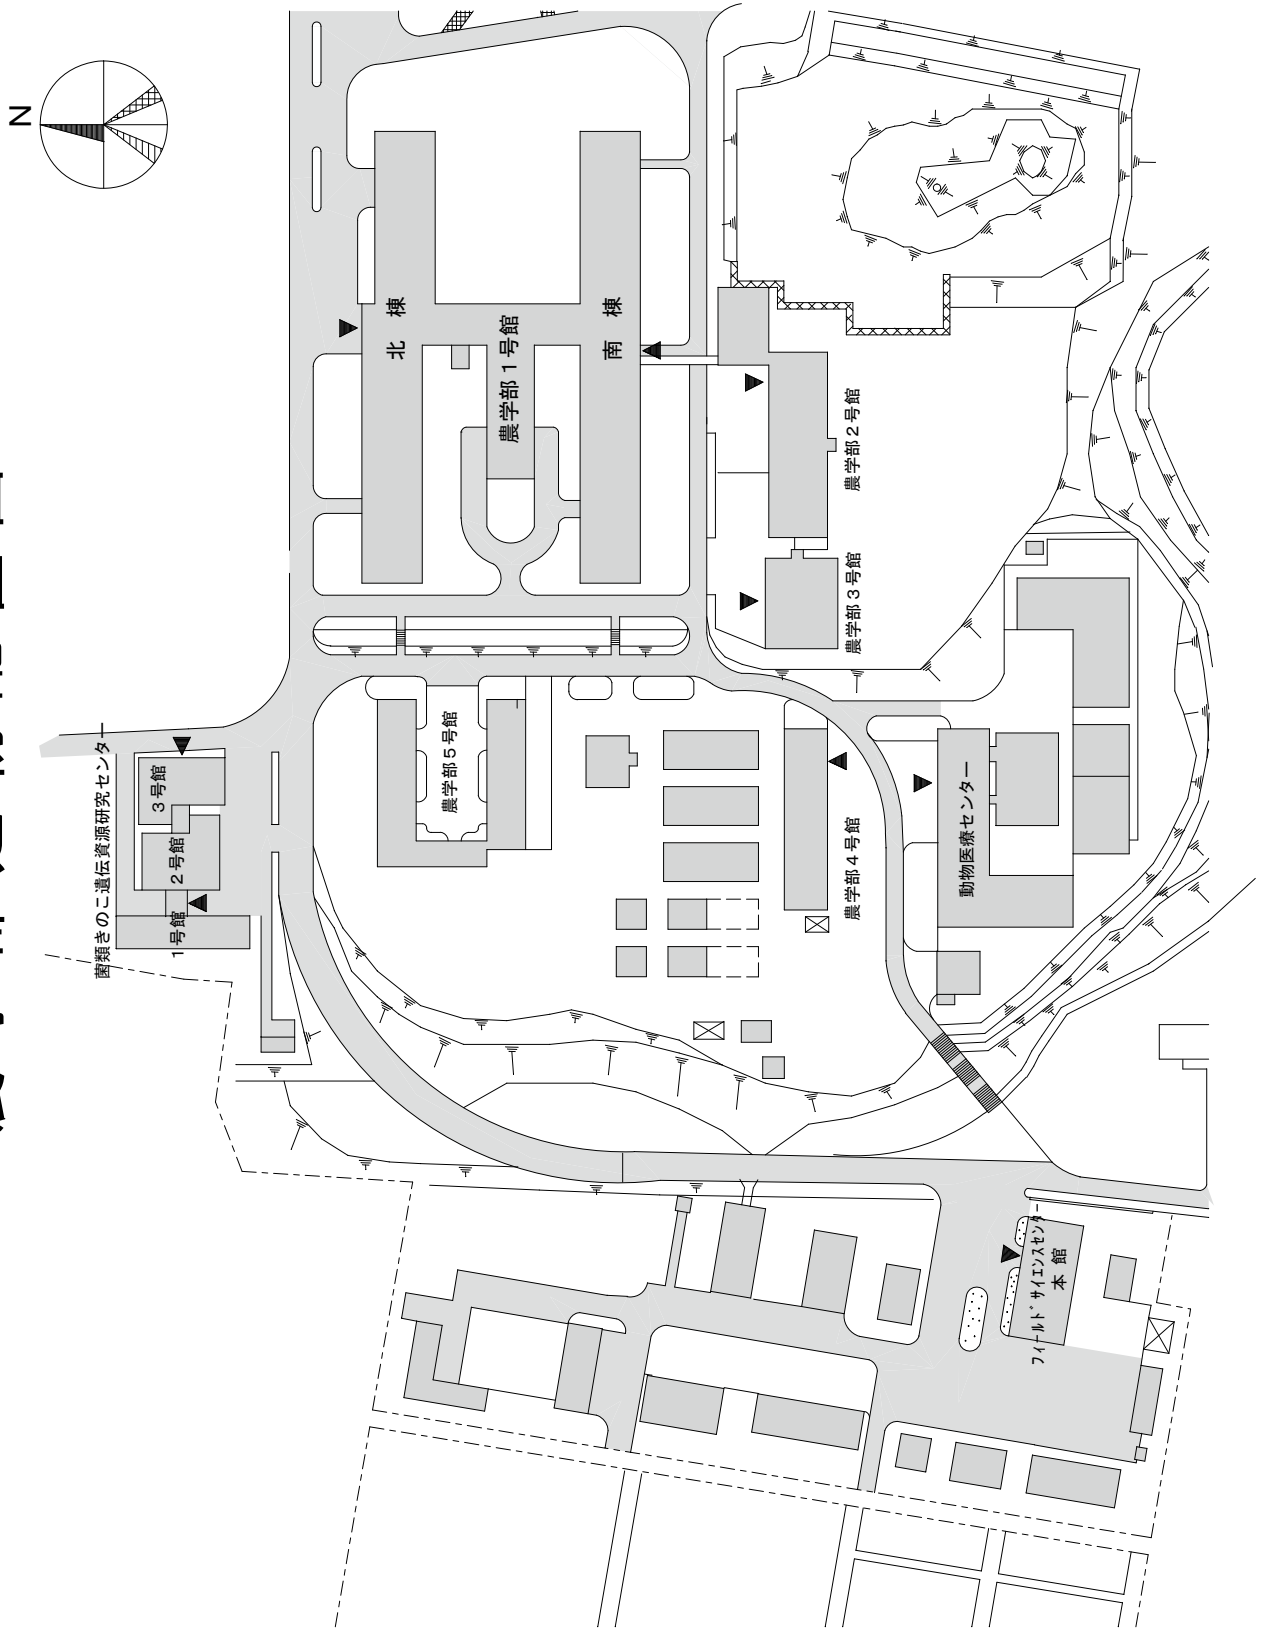 N
北棟
農学部１号館
南棟
農学部２号館
農学部３号館
菌類きのこ遺伝資源研究センター
３号館
２号館
１号館
農学部５号館
農学部４号館
動物医療センター
フィールドサイエンスセンター
本館